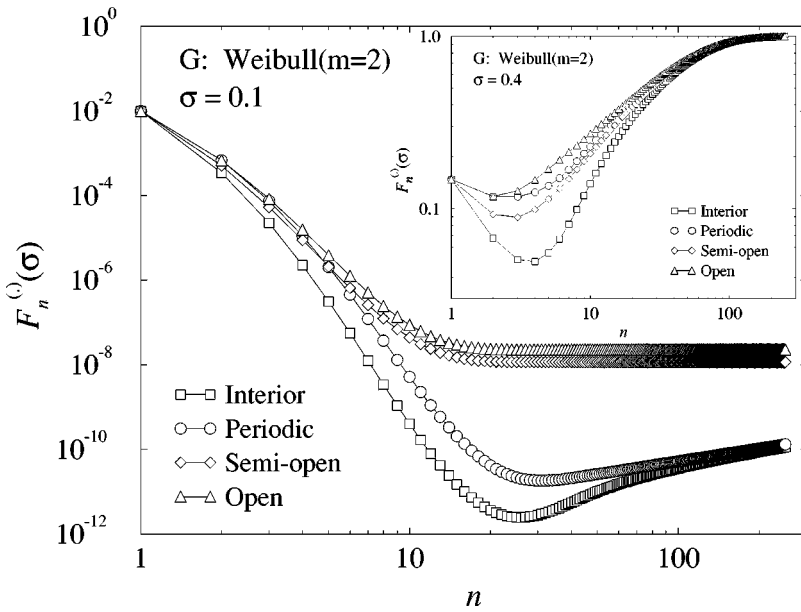 G: Weibull(m=2)
σ = 0.1
10^0
10^-2
10^-4
10^-6
10^-8
10^-10
10^-12
F_n^(.)(σ)
Interior
Periodic
Semi-open
Open
1
10
100
n
G: Weibull(m=2)
σ = 0.4
1.0
0.1
F_n^(.)(σ)
Interior
Periodic
Semi-open
Open
1
10
100
n